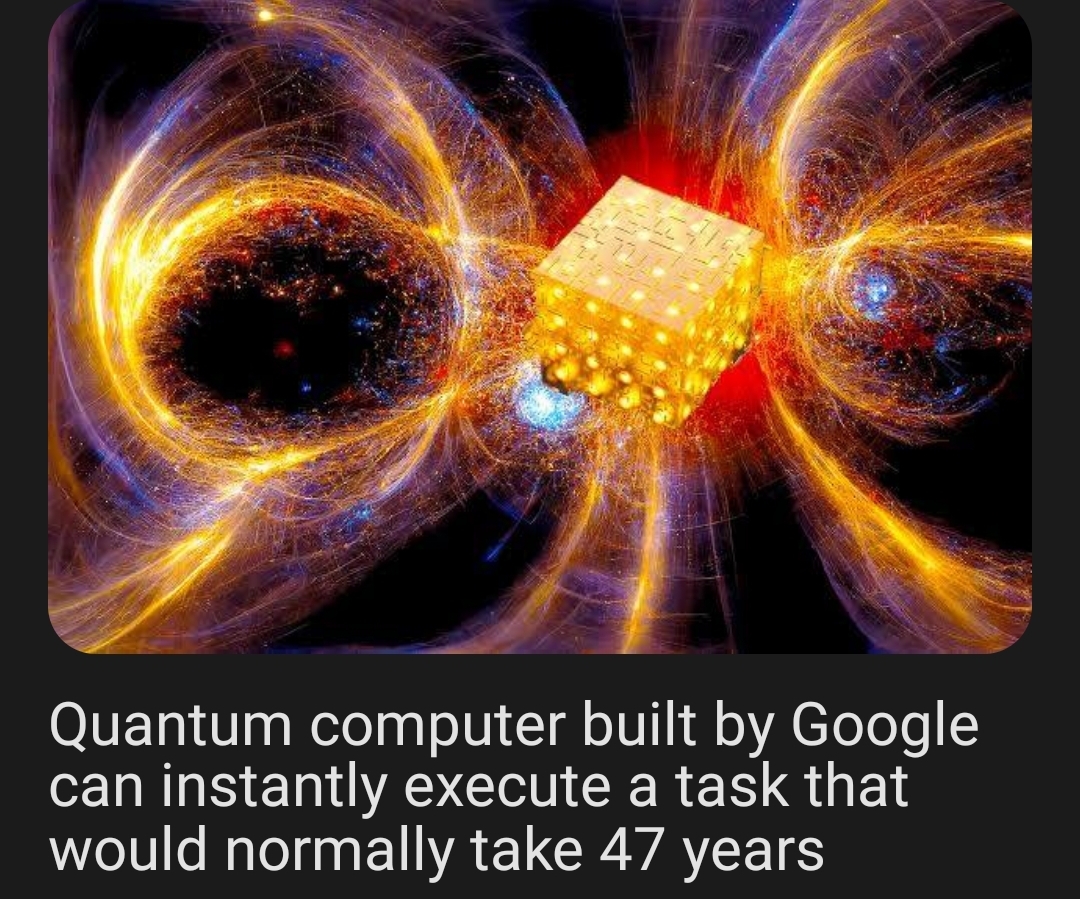 Quantum computer built by Google
can instantly execute a task that
would normally take 47 years